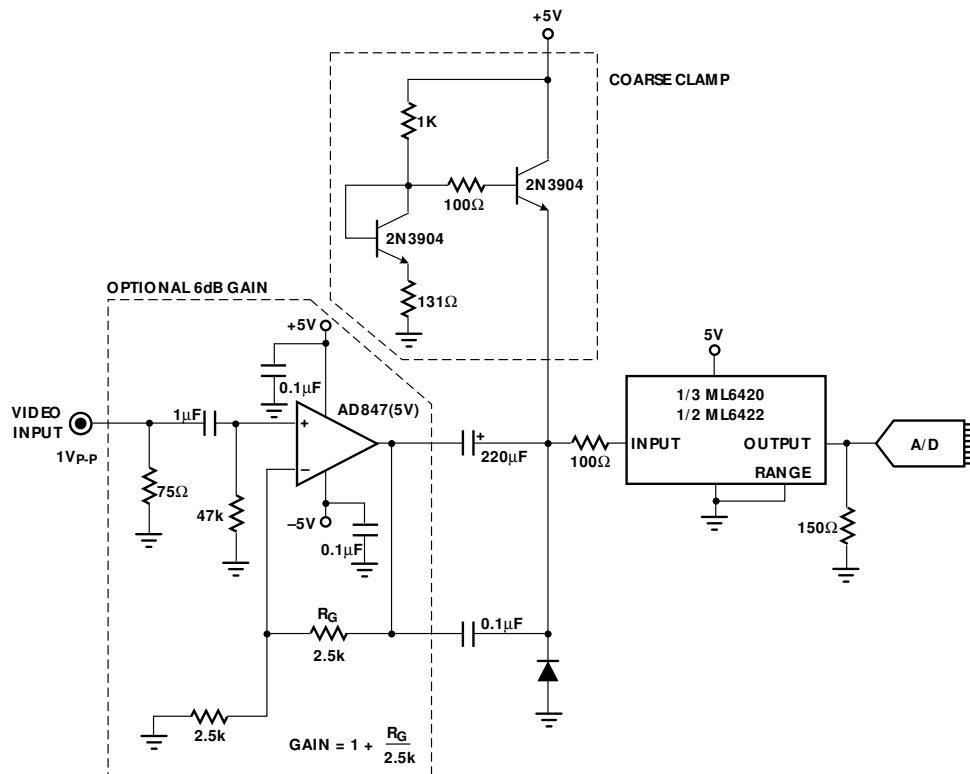 +5V
COARSE CLAMP
1K
2N3904
100Ω
2N3904
131Ω
OPTIONAL 6dB GAIN
+5V
0.1µF
AD847(5V)
VIDEO
INPUT
1VP-P
1µF
+
−
75Ω
47k
–5V
0.1µF
+
220µF
100Ω
5V
1/3 ML6420
1/2 ML6422
INPUT
OUTPUT
RANGE
A/D
150Ω
RG
2.5k
0.1µF
2.5k
GAIN = 1 + RG
2.5k